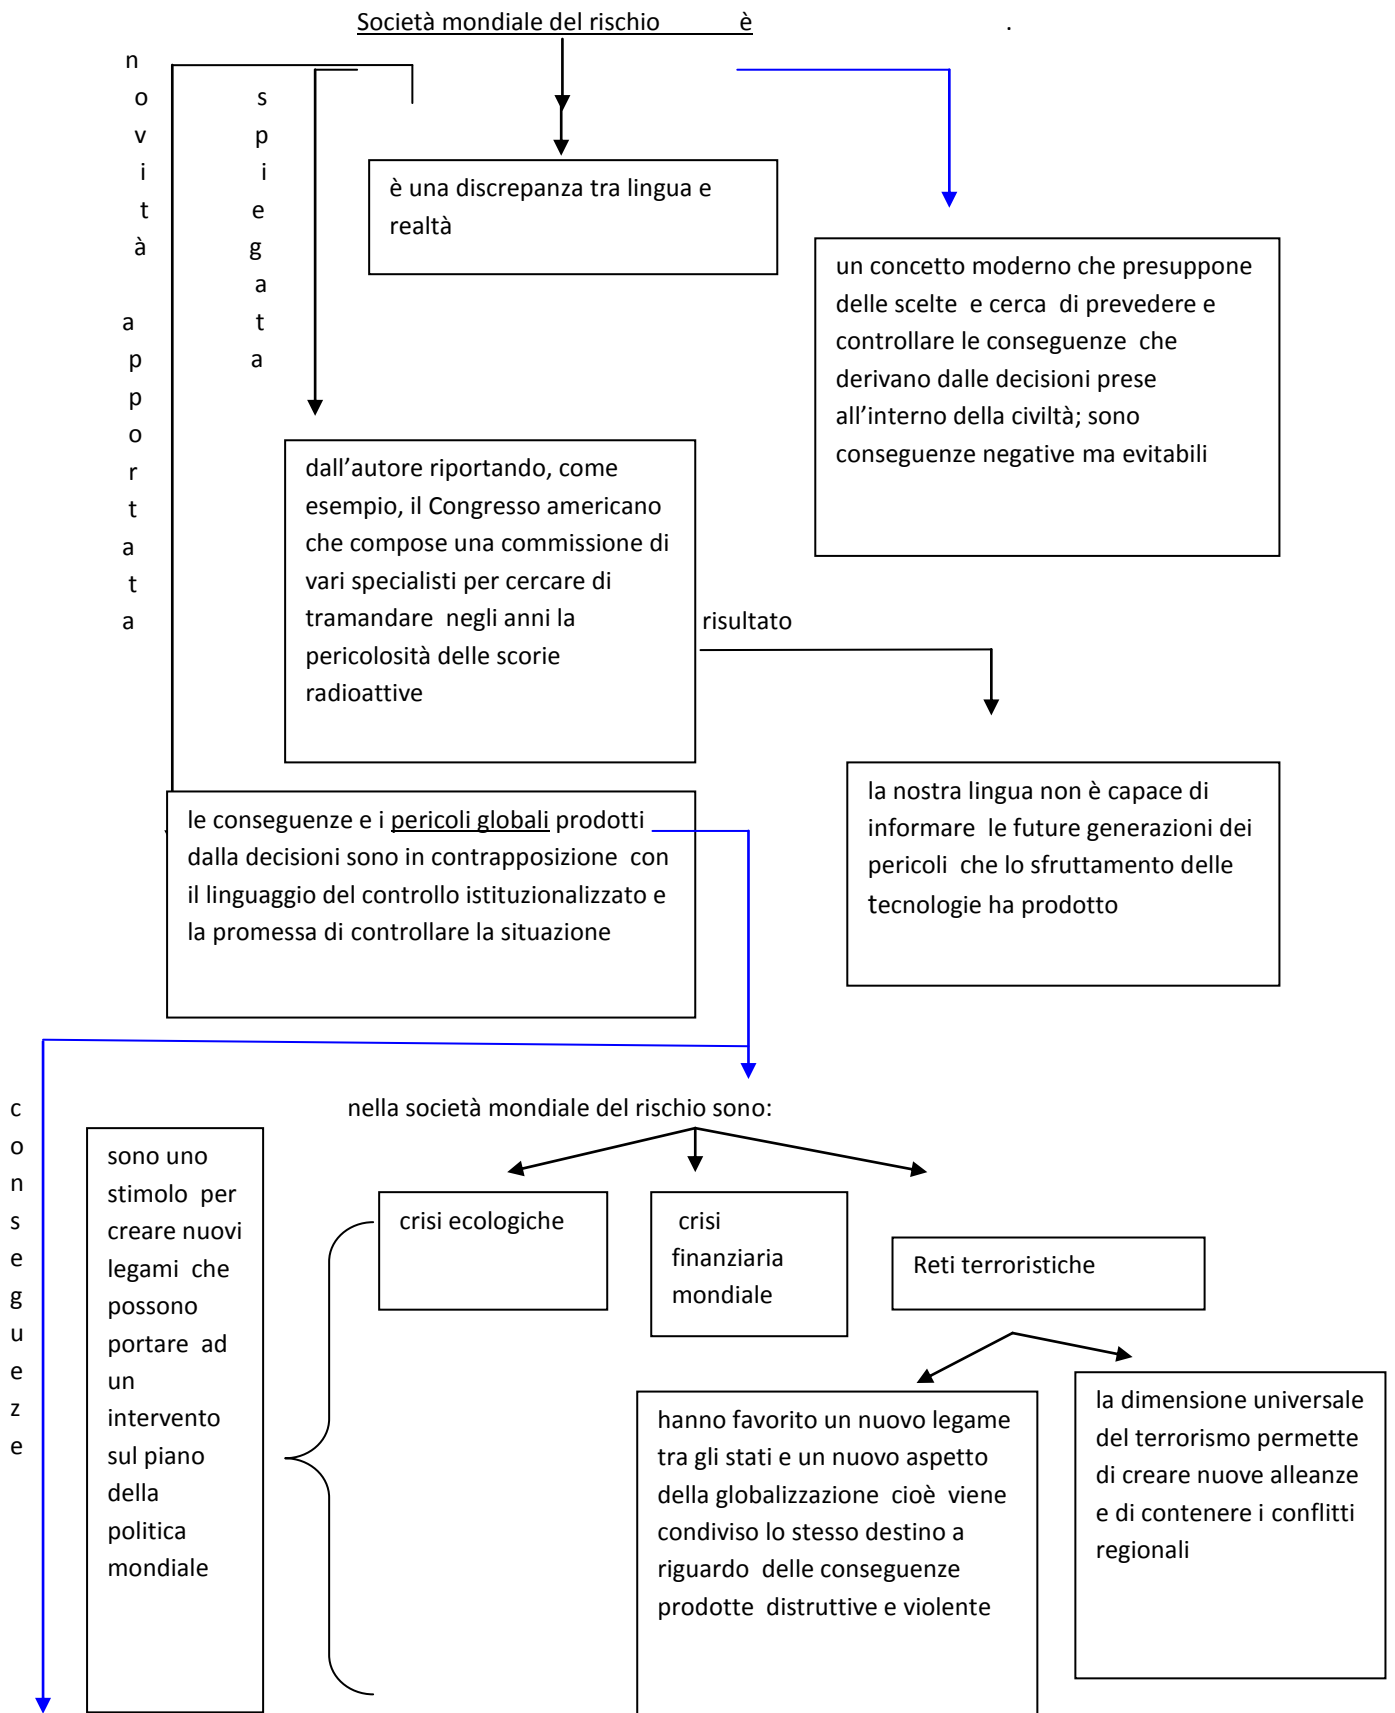 Società mondiale del rischio è .
novità apportata
spiegata
è una discrepanza tra lingua e
realtà
un concetto moderno che presuppone
delle scelte e cerca di prevedere e
controllare le conseguenze che
derivano dalle decisioni prese
all’interno della civiltà; sono
conseguenze negative ma evitabili
dall’autore riportando, come
esempio, il Congresso americano
che compose una commissione di
vari specialisti per cercare di
tramandare negli anni la
pericolosità delle scorie
radioattive
risultato
la nostra lingua non è capace di
informare le future generazioni dei
pericoli che lo sfruttamento delle
tecnologie ha prodotto
le conseguenze e i pericoli globali prodotti
dalla decisioni sono in contrapposizione con
il linguaggio del controllo istituzionalizzato e
la promessa di controllare la situazione
consegueze
nella società mondiale del rischio sono:
sono uno
stimolo per
creare nuovi
legami che
possono
portare ad
un
intervento
sul piano
della
politica
mondiale
crisi ecologiche
crisi
finanziaria
mondiale
Reti terroristiche
hanno favorito un nuovo legame
tra gli stati e un nuovo aspetto
della globalizzazione cioè viene
condiviso lo stesso destino a
riguardo delle conseguenze
prodotte distruttive e violente
la dimensione universale
del terrorismo permette
di creare nuove alleanze
e di contenere i conflitti
regionali